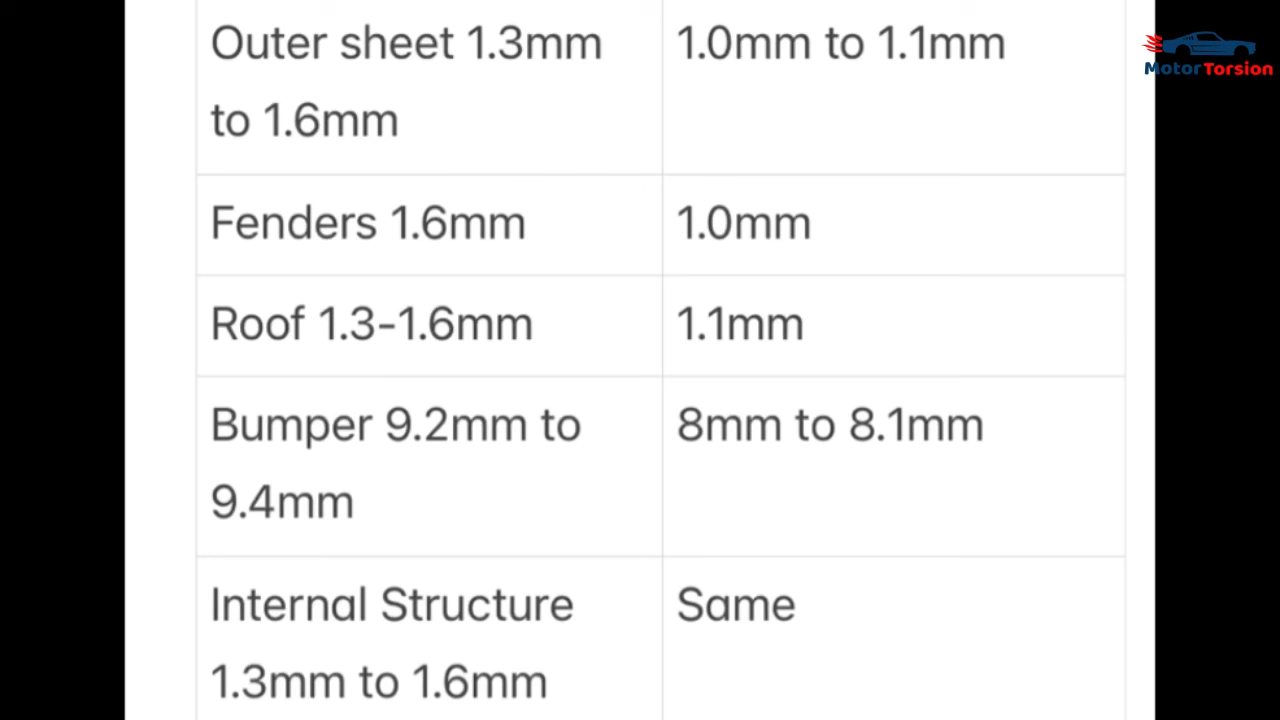 Outer sheet 1.3mm
to 1.6mm
1.0mm to 1.1mm
MotorTorsion
Fenders 1.6mm
1.0mm
Roof 1.3-1.6mm
1.1mm
Bumper 9.2mm to
9.4mm
8mm to 8.1mm
Internal Structure
1.3mm to 1.6mm
Same